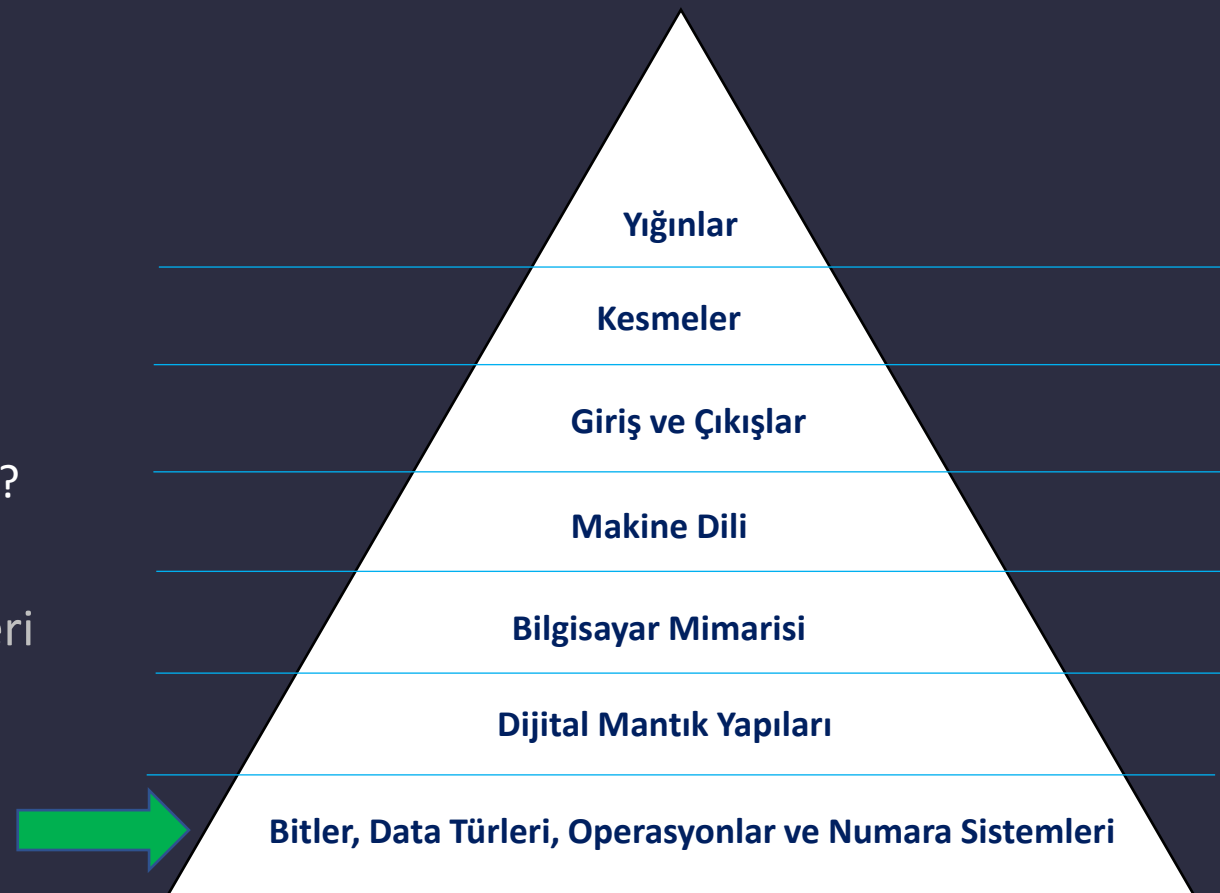 Yığınlar
Kesmeler
Giriş ve Çıkışlar
?
Makine Dili
eri
Bilgisayar Mimarisi
Dijital Mantık Yapıları
Bitler, Data Türleri, Operasyonlar ve Numara Sistemleri